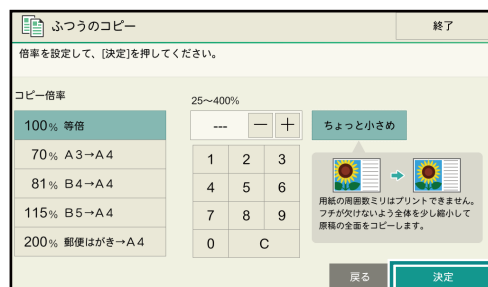 ふつうのコピー
終了
倍率を設定して、[決定]を押してください。
コピー倍率
100% 等倍
70% A3→A4
81% B4→A4
115% B5→A4
200% 郵便はがき→A4
25～400%
---
－ ＋
1 2 3
4 5 6
7 8 9
0 C
ちょっと小さめ
用紙の周囲数ミリはプリントできません。
フチが欠けないよう全体を少し縮小して
原稿の全面をコピーします。
戻る
決定